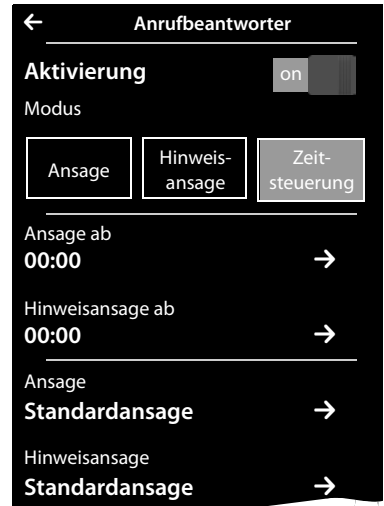 Anrufbeantworter
Aktivierung
on
Modus
Ansage
Hinweis-
ansage
Zeit-
steuerung
Ansage ab
00:00
Hinweisansage ab
00:00
Ansage
Standardansage
Hinweisansage
Standardansage